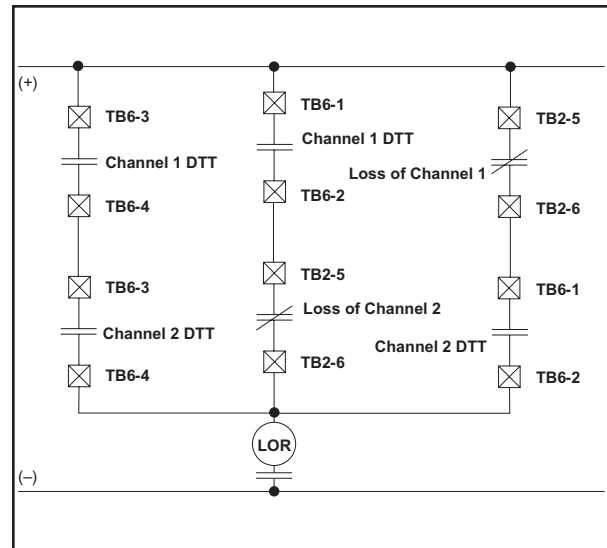 (+)
TB6-3
Channel 1 DTT
TB6-4
TB6-3
Channel 2 DTT
TB6-4
TB6-1
Channel 1 DTT
TB6-2
TB2-5
Loss of Channel 2
TB2-6
TB2-5
Loss of Channel 1
TB2-6
TB6-1
Channel 2 DTT
TB6-2
LOR
(–)